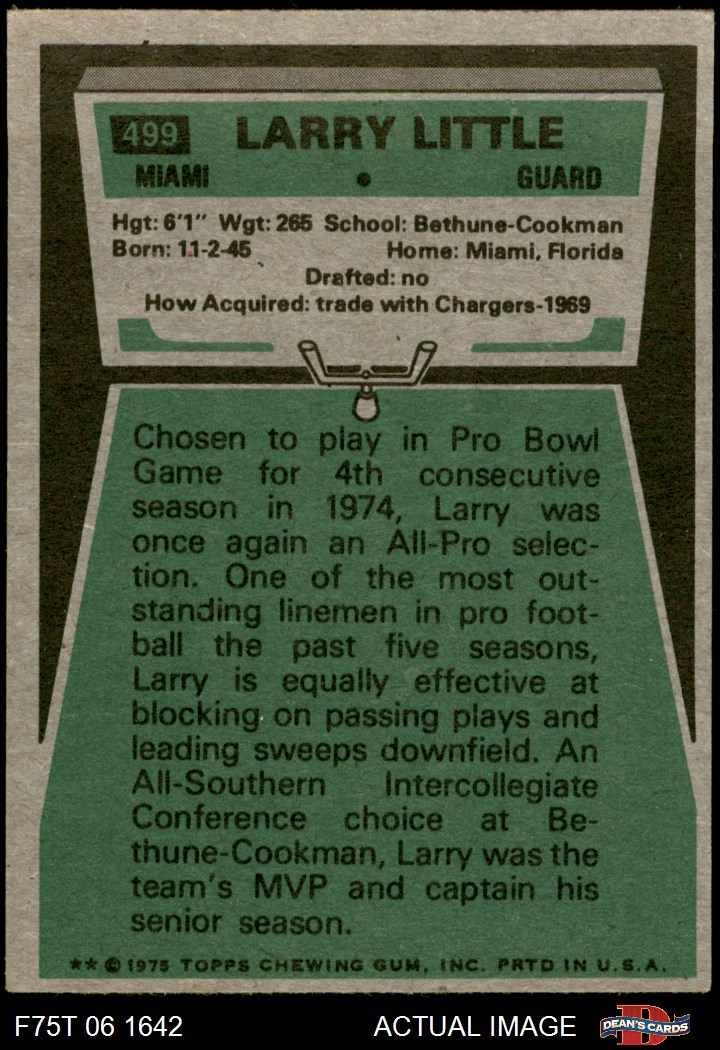 499 LARRY LITTLE
MIAMI • GUARD
Hgt: 6'1" Wgt: 265 School: Bethune-Cookman
Born: 11-2-45 Home: Miami, Florida
Drafted: no
How Acquired: trade with Chargers-1969
Chosen to play in Pro Bowl
Game for 4th consecutive
season in 1974, Larry was
once again an All-Pro selec-
tion. One of the most out-
standing linemen in pro foot-
ball the past five seasons,
Larry is equally effective at
blocking on passing plays and
leading sweeps downfield. An
All-Southern Intercollegiate
Conference choice at Be-
thune-Cookman, Larry was the
team's MVP and captain his
senior season.
** © 1975 TOPPS CHEWING GUM, INC. PRTD IN U.S.A.
F75T 06 1642 ACTUAL IMAGE D DEAN'S CARDS